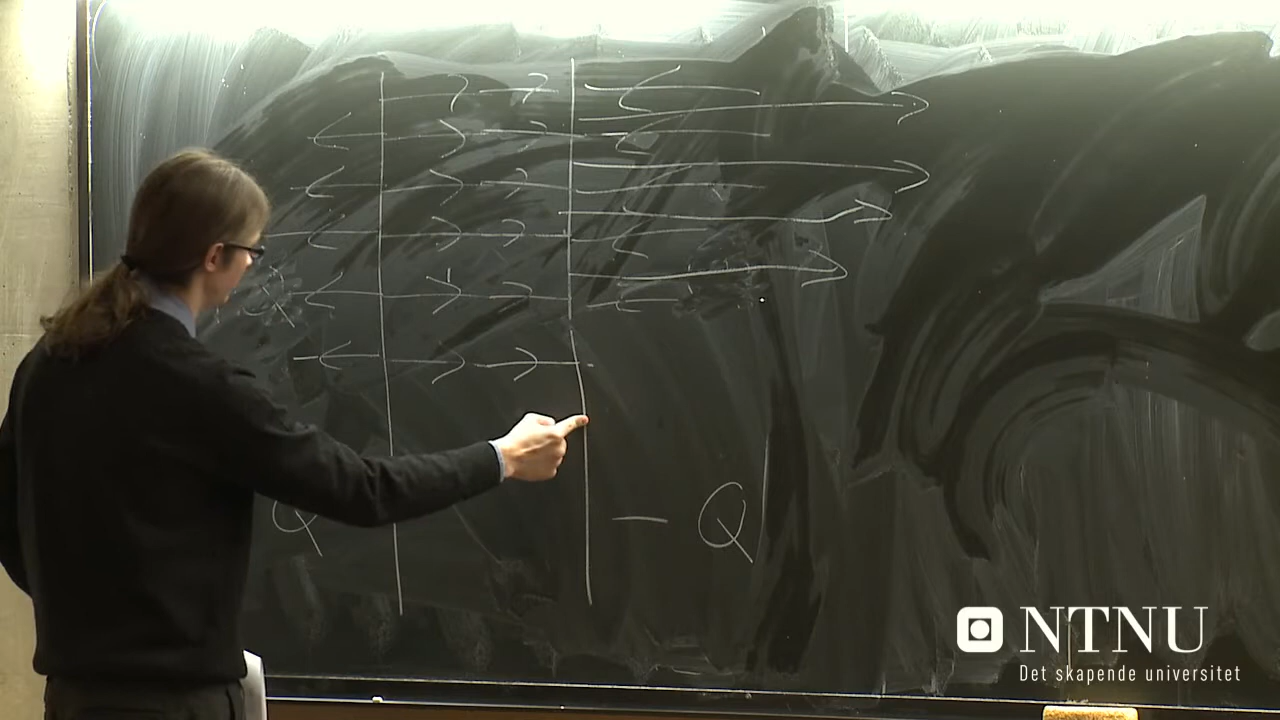 Q
– Q
NTNU
Det skapende universitet